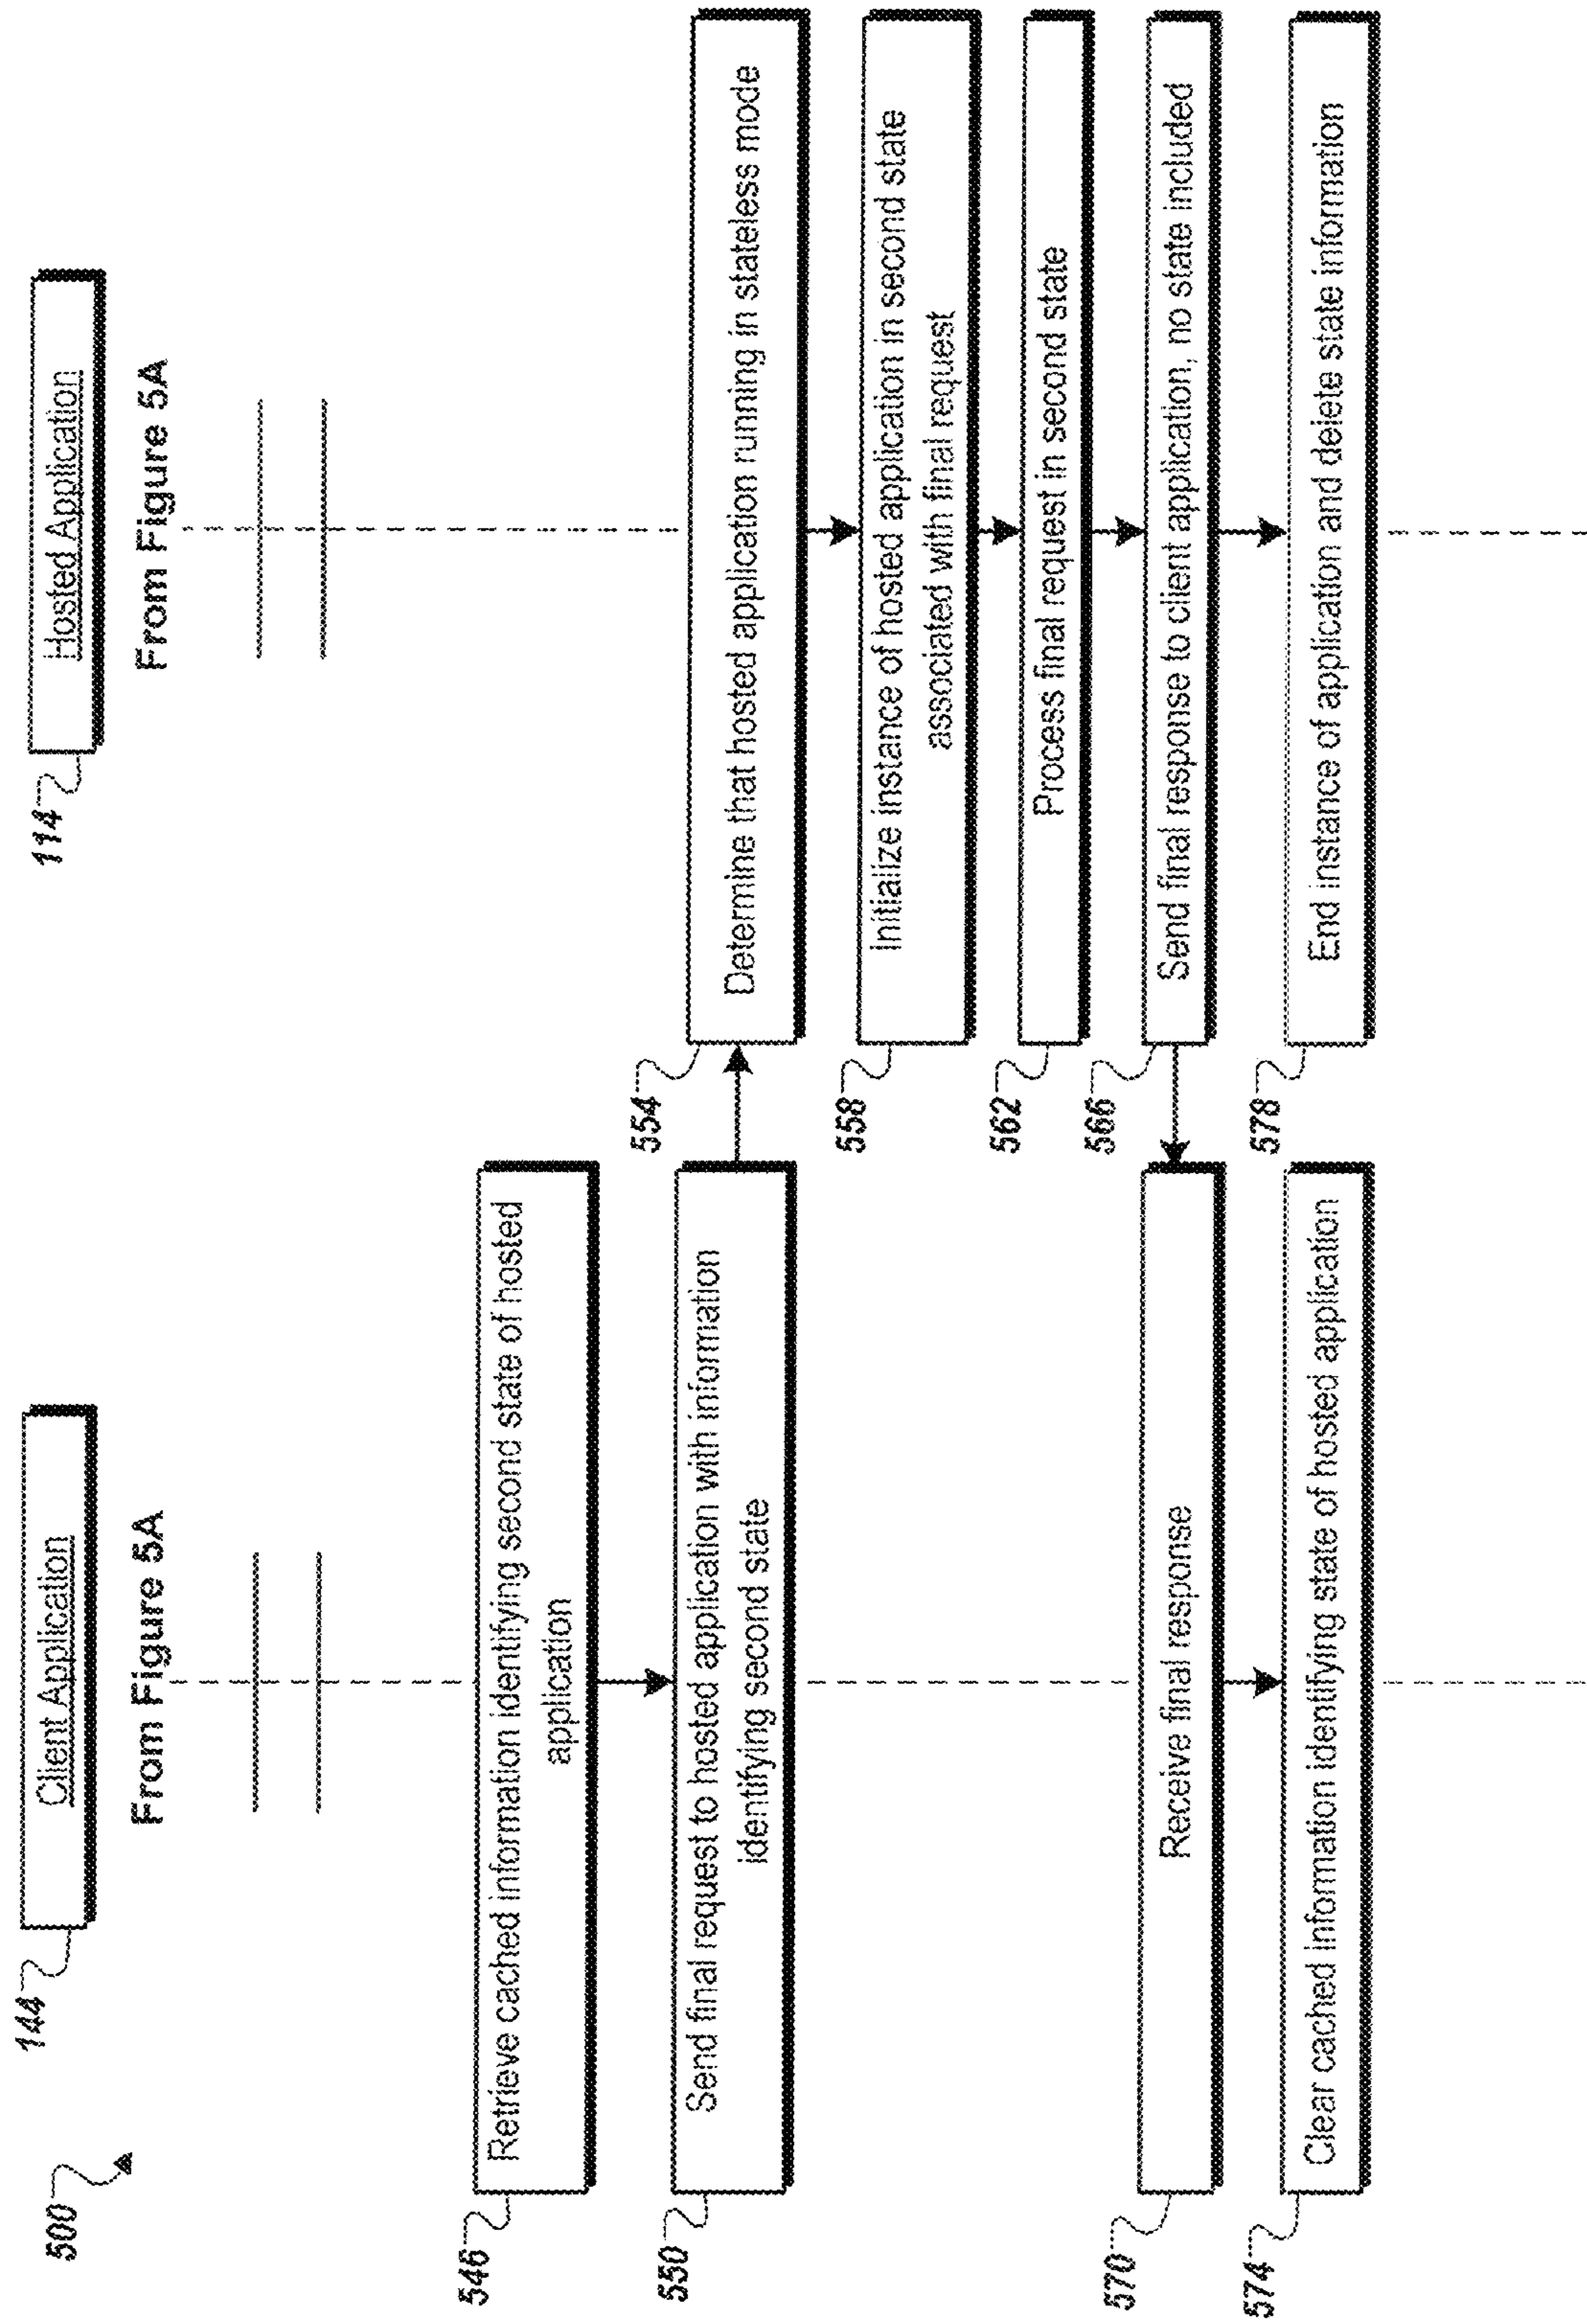 500
144
Client Application
From Figure 5A
114
Hosted Application
From Figure 5A
546
Retrieve cached information identifying second state of hosted
application
550
Send final request to hosted application with information
identifying second state
554
Determine that hosted application running in stateless mode
558
Initialize instance of hosted application in second state
associated with final request
562
Process final request in second state
566
Send final response to client application, no state included
570
Receive final response
574
Clear cached information identifying state of hosted application
578
End instance of application and delete state information